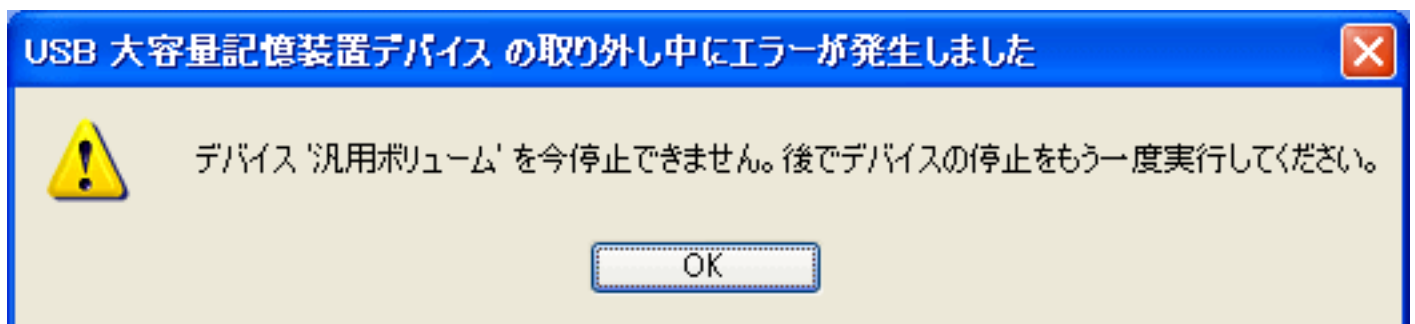 USB 大容量記憶装置デバイス の取り外し中にエラーが発生しました
デバイス '汎用ボリューム' を今停止できません。後でデバイスの停止をもう一度実行してください。
OK